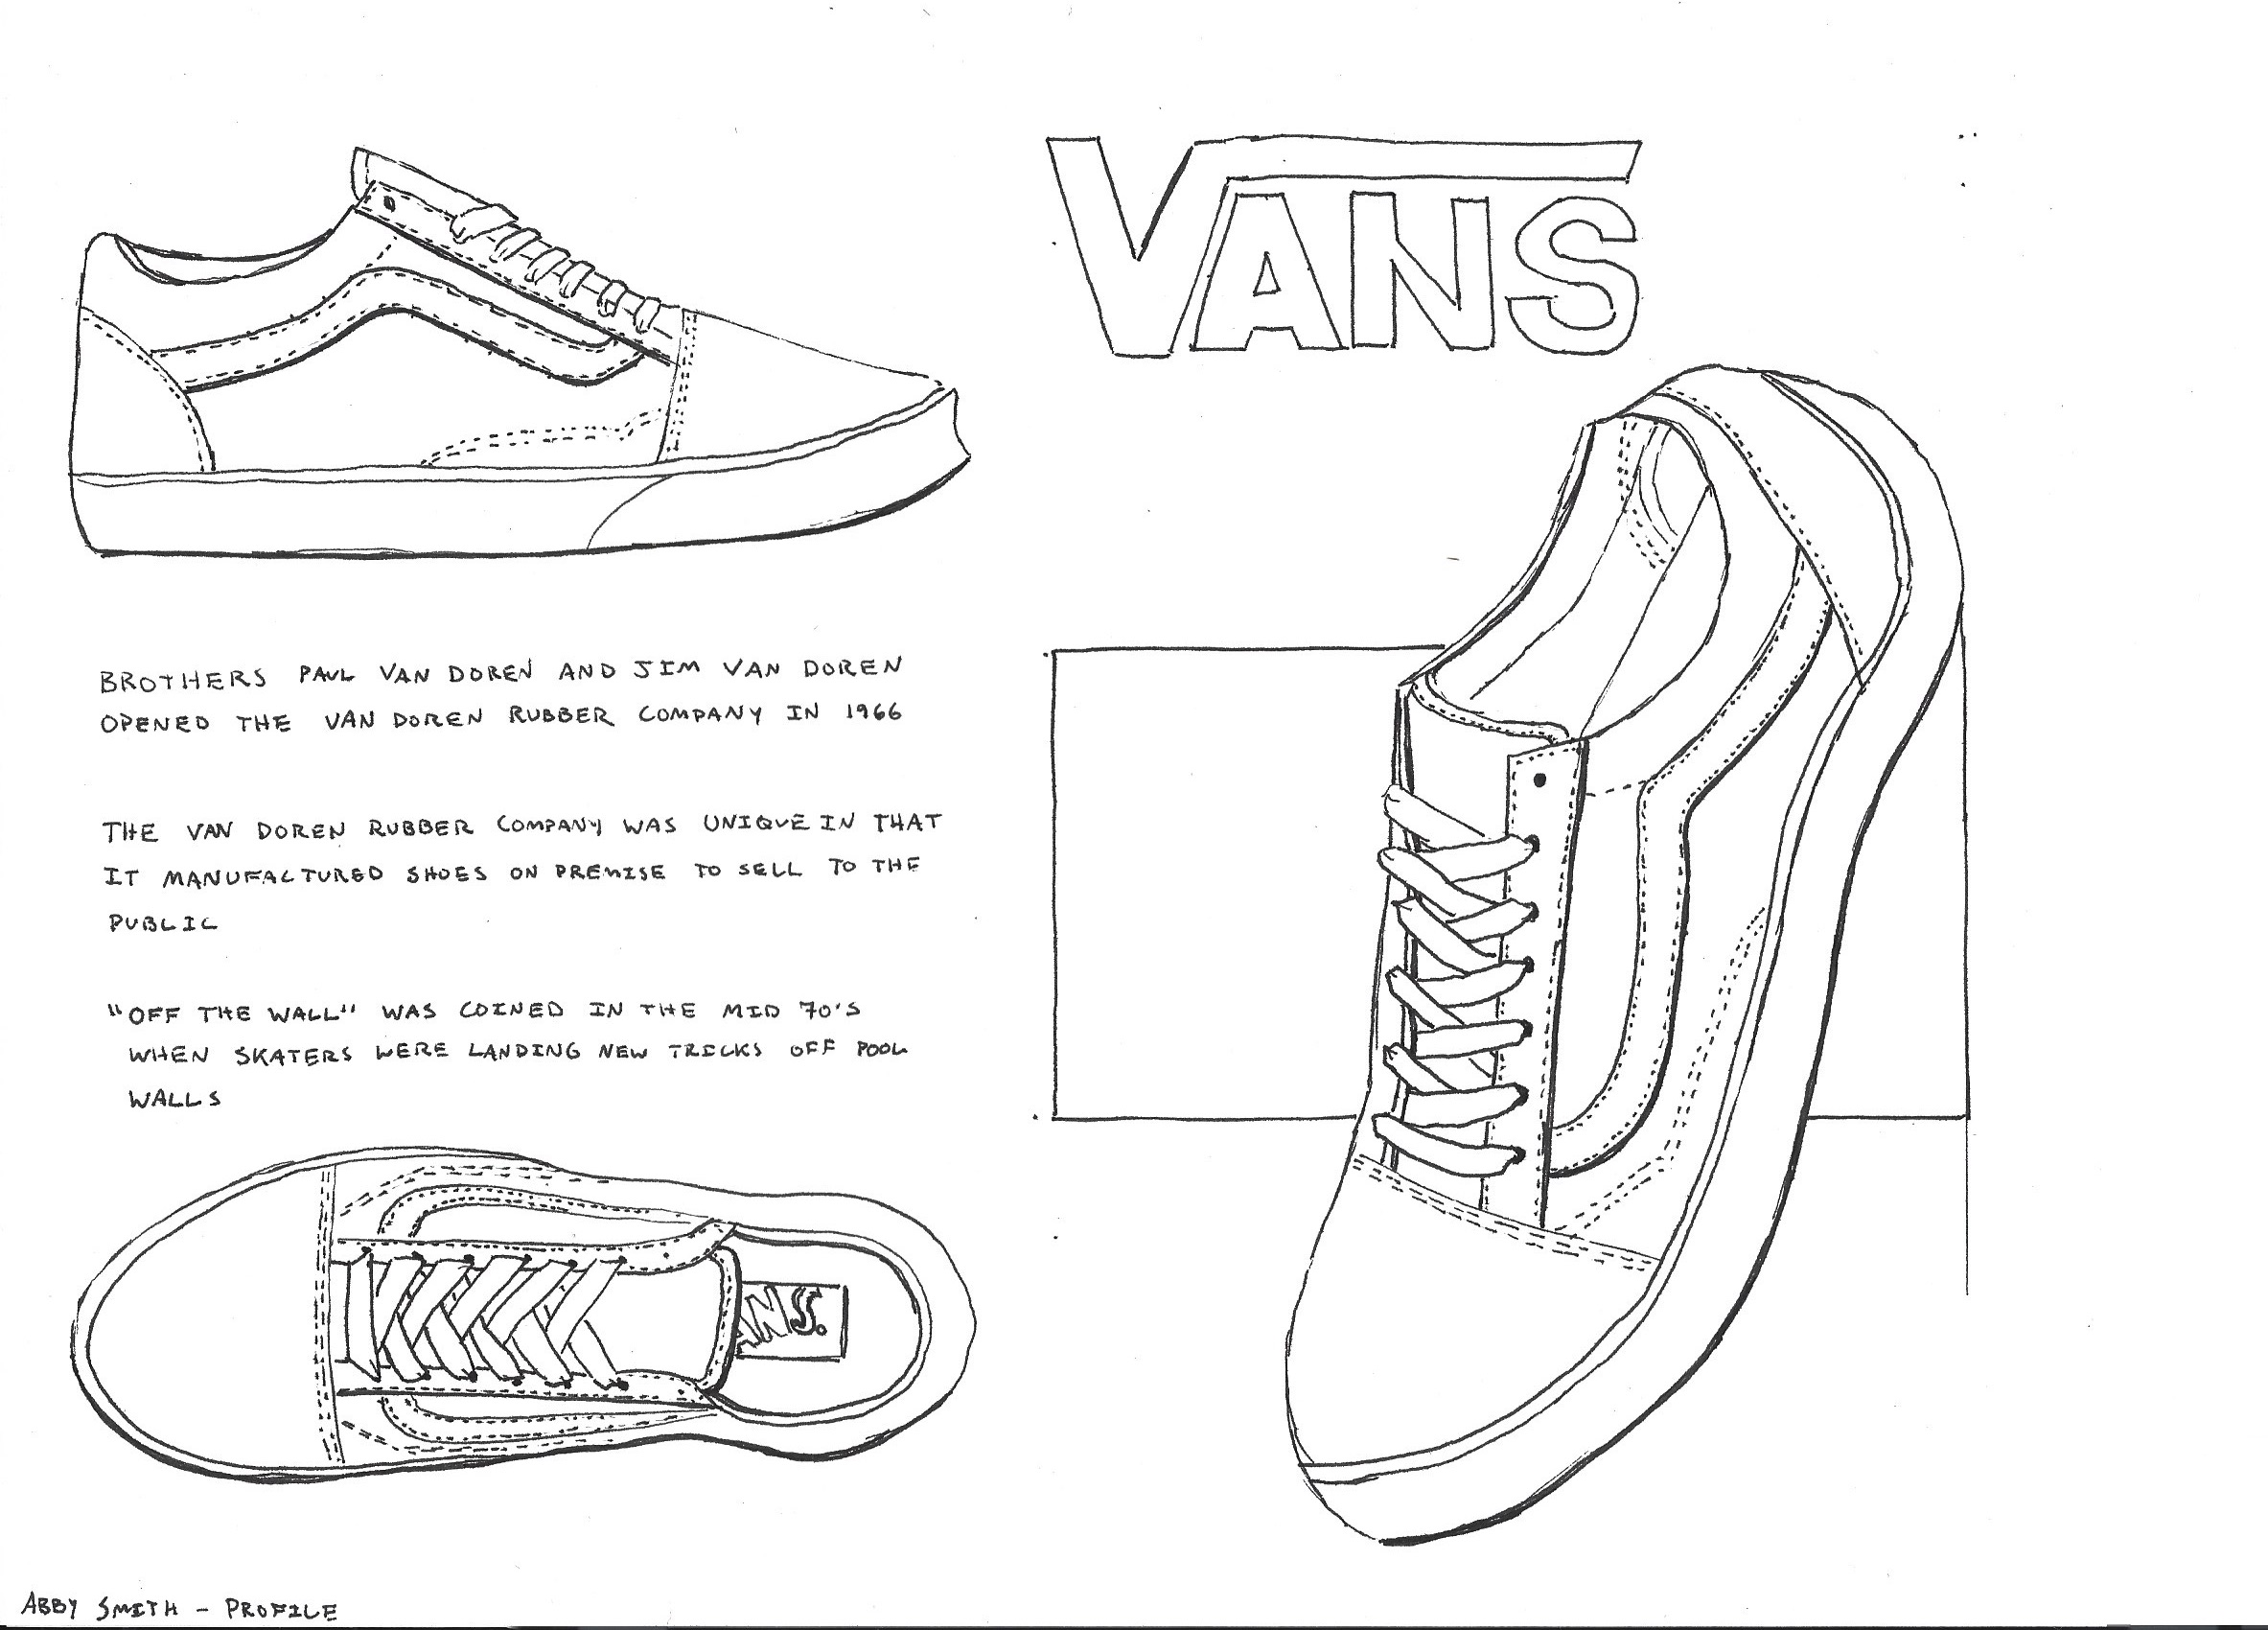 VANS
BROTHERS PAUL VAN DOREN AND JIM VAN DOREN
OPENED THE VAN DOREN RUBBER COMPANY IN 1966
THE VAN DOREN RUBBER COMPANY WAS UNIQUE IN THAT
IT MANUFACTURED SHOES ON PREMISE TO SELL TO THE
PUBLIC
"OFF THE WALL" WAS COINED IN THE MID 70'S
WHEN SKATERS WERE LANDING NEW TRICKS OFF POOL
WALLS
ANS.
ABBY SMITH - PROFILE